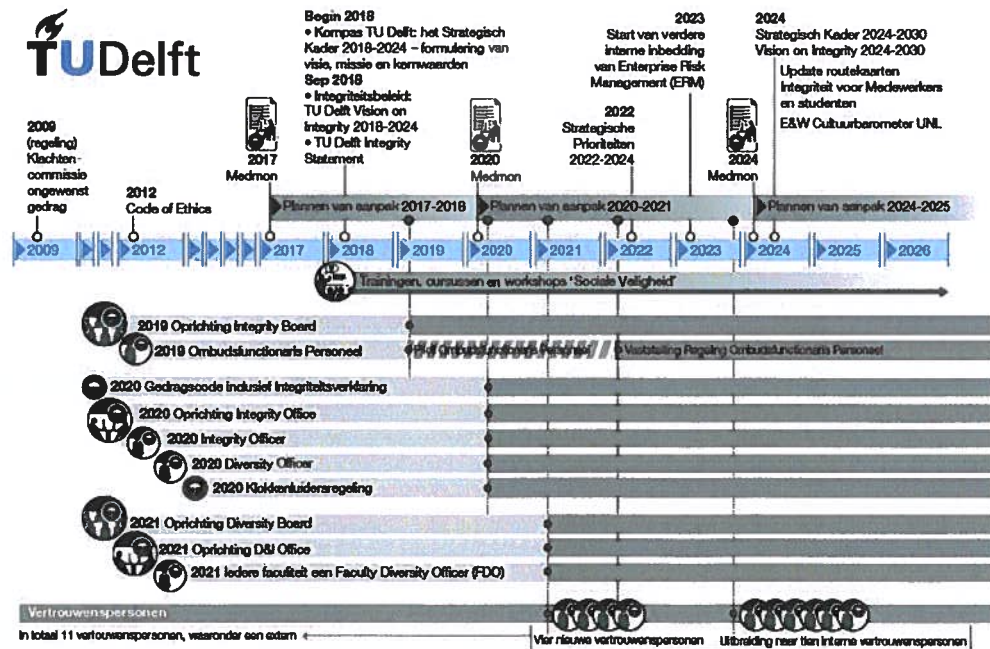 TUDelft
2009
(regeling)
Klachten-
commissie
ongewenst
gedrag
2012
Code of Ethics
2017
Medmon
Begin 2018
• Kompas TU Delft: het Strategisch
Kader 2018-2024 – formulering van
visie, missie en kernwaarden
Sep 2018
• Integriteitsbeleid:
TU Delft Vision on
Integrity 2018-2024
• TU Delft Integrity
Statement
2020
Medmon
2022
Strategische
Prioriteiten
2022-2024
2023
Start van verdere
interne inbedding
van Enterprise Risk
Management (ERM)
2024
Medmon
2024
Strategisch Kader 2024-2030
Vision on Integrity 2024-2030
Update routekaarten
Integriteit voor Medewerkers
en studenten
E&W Cultuurbarometer UNL
Plannen van aanpak 2017-2018
Plannen van aanpak 2020-2021
Plannen van aanpak 2024-2025
2009 2012 2017 2018 2019 2020 2021 2022 2023 2024 2025 2026
Trainingen, cursussen en workshops 'Sociale Veiligheid'
2019 Oprichting Integrity Board
2019 Ombudsfunctionaris Personeel
Pilot Ombudsfunctionaris Personeel
Vaststelling Regeling Ombudsfunctionaris Personeel
2020 Gedragscode inclusief Integriteitsverklaring
2020 Oprichting Integrity Office
2020 Integrity Officer
2020 Diversity Officer
2020 Klokkenluidersregeling
2021 Oprichting Diversity Board
2021 Oprichting D&I Office
2021 Iedere faculteit een Faculty Diversity Officer (FDO)
Vertrouwenspersonen
In totaal 11 vertouwenspersonen, waaronder een extern
Vier nieuwe vertrouwenspersonen
Uitbreiding naar tien interne vertrouwenspersonen